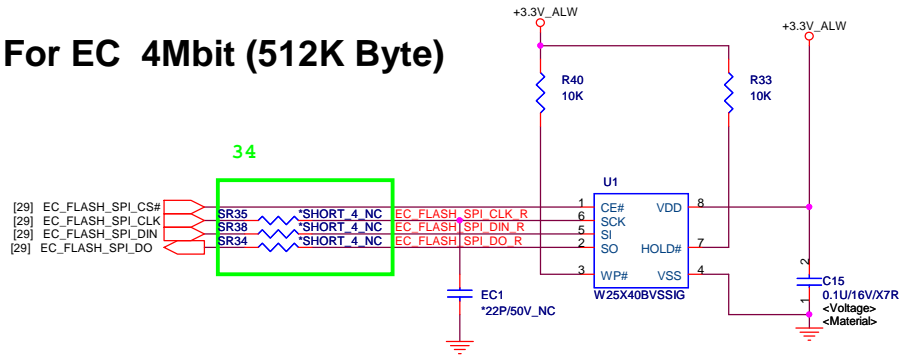 +3.3V_ALW
+3.3V_ALW
For EC 4Mbit (512K Byte)
R40
10K
R33
10K
34
U1
[29] EC_FLASH_SPI_CS# 1 CE# VDD 8
[29] EC_FLASH_SPI_CLK SR35 *SHORT_4_NC EC_FLASH_SPI_CLK_R 6 SCK
[29] EC_FLASH_SPI_DIN SR38 *SHORT_4_NC EC_FLASH_SPI_DIN_R 5 SI
[29] EC_FLASH_SPI_DO SR34 *SHORT_4_NC EC_FLASH_SPI_DO_R 2 SO HOLD# 7
3 WP# VSS 4
W25X40BVSSIG
EC1
*22P/50V_NC
2
C15
0.1U/16V/X7R
1
<Voltage>
<Material>